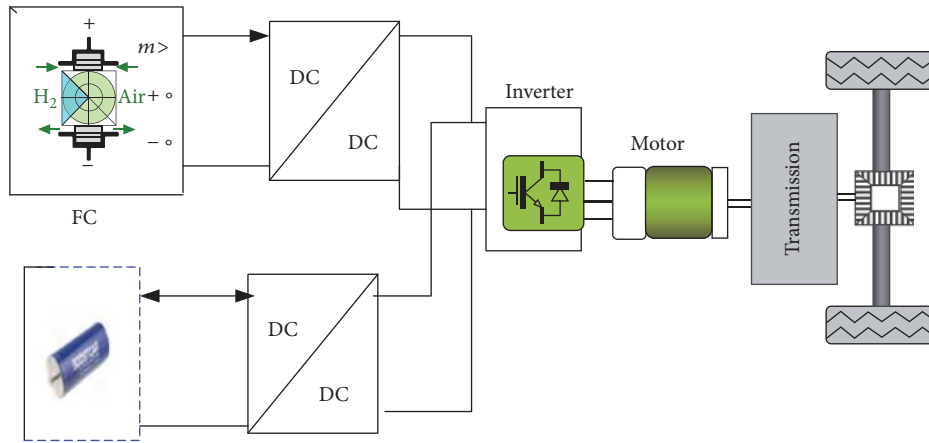 +
m>
H2 Air + °
− °
−
FC
DC
DC
Inverter
Motor
Transmission
DC
DC